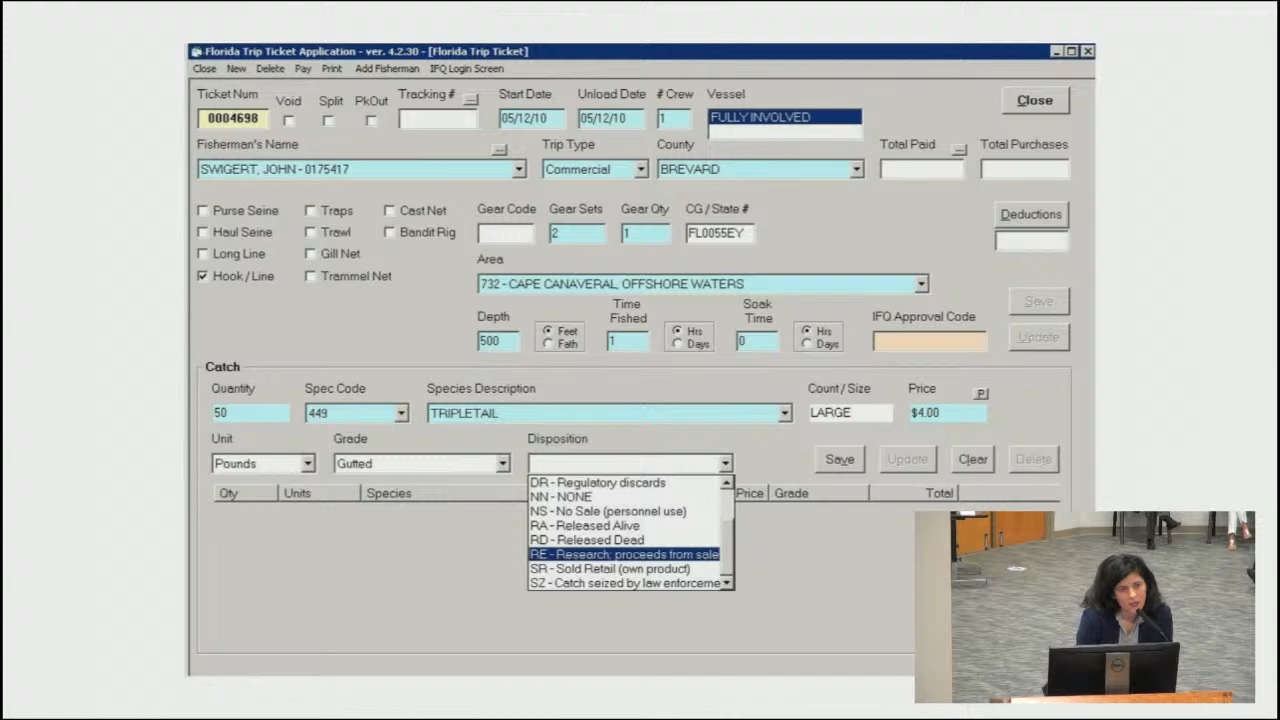 Florida Trip Ticket Application - ver. 4.2.30 - [Florida Trip Ticket]
Close New Delete Pay Print Add Fisherman IFQ Login Screen
Ticket Num Void Split PkOut Tracking # Start Date Unload Date # Crew Vessel Close
0004698 05/12/10 05/12/10 1 FULLY INVOLVED
Fisherman's Name Trip Type County Total Paid Total Purchases
SWIGERT, JOHN - 0175417 Commercial BREVARD
Purse Seine Traps Cast Net Gear Code Gear Sets Gear Qty CG / State # Deductions
Haul Seine Trawl Bandit Rig 2 1 FL0055EY
Long Line Gill Net Area
Hook / Line Trammel Net 732 - CAPE CANAVERAL, OFFSHORE WATERS
Depth Time Fished Soak Time IFQ Approval Code Save
500 Feet Fath 1 Hrs Days 0 Hrs Days Update
Catch
Quantity Spec Code Species Description Count / Size Price P
50 449 TRIPLETAIL LARGE $4.00
Unit Grade Disposition
Pounds Gutted Save Update Clear Delete
Qty Units Species Price Grade Total
DR - Regulatory discards
NN - NONE
NS - No Sale (personnel use)
RA - Released Alive
RD - Released Dead
RE - Research: proceeds from sale
SR - Sold Retail (own product)
SZ - Catch seized by law enforceme
DELL